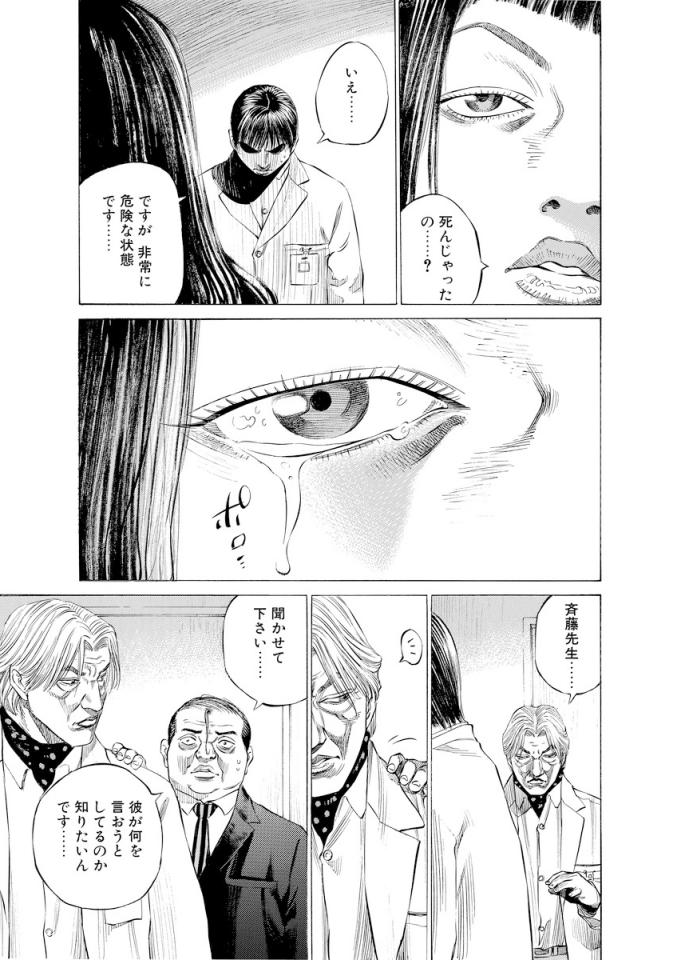 死んじゃった
の……？
いえ……
ですが 非常に
危険な状態
です……
ポロ…
斉藤先生……
聞かせて
下さい……
彼が何を
言おうと
してるのか
知りたいん
です……